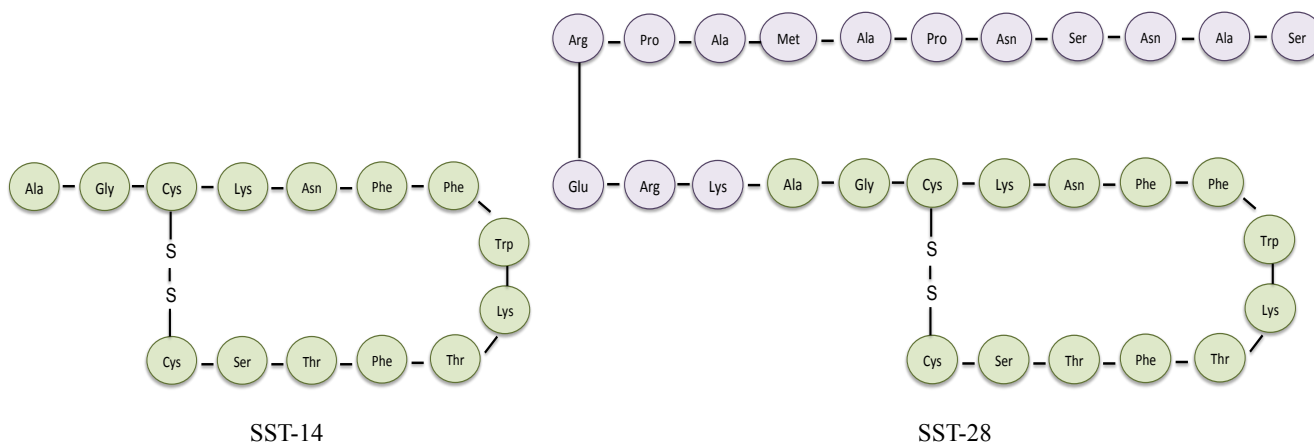 Arg Pro Ala Met Ala Pro Asn Ser Asn Ala Ser
Ala Gly Cys Lys Asn Phe Phe
Glu Arg Lys Ala Gly Cys Lys Asn Phe Phe
Trp
Trp
S
S
S
S
Lys
Lys
Cys Ser Thr Phe Thr
Cys Ser Thr Phe Thr
SST-14
SST-28